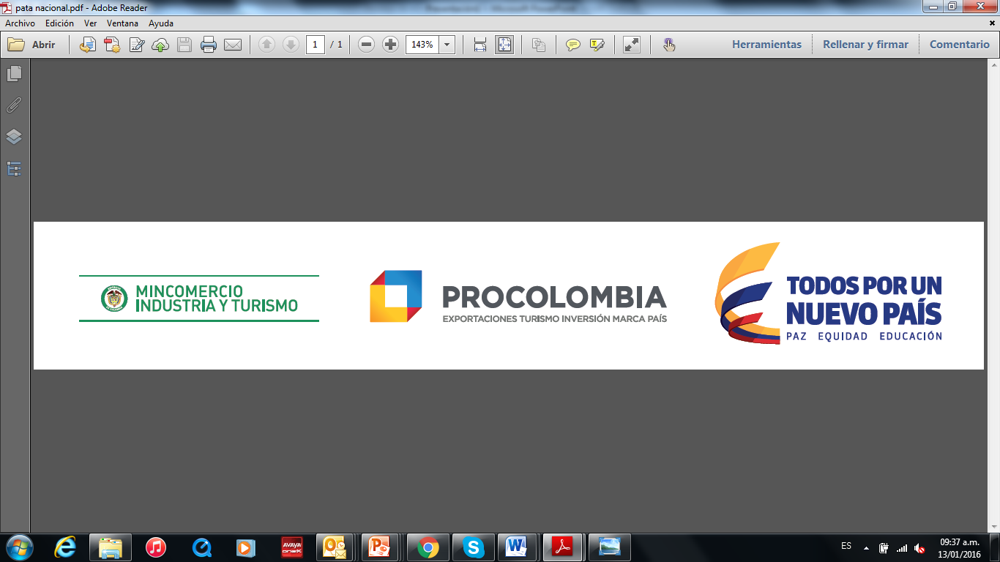 pata nacional.pdf - Adobe Reader
Archivo Edición Ver Ventana Ayuda
Abrir 1 / 1 143% Herramientas Rellenar y firmar Comentario
MINCOMERCIO
INDUSTRIA Y TURISMO
PROCOLOMBIA
EXPORTACIONES TURISMO INVERSIÓN MARCA PAÍS
TODOS POR UN
NUEVO PAÍS
PAZ EQUIDAD EDUCACIÓN
AVAYA
ES
09:37 a.m.
13/01/2016